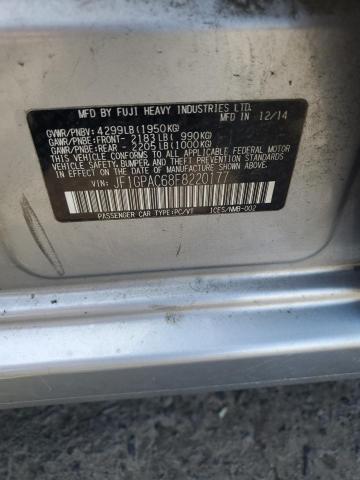 MFD BY FUJI HEAVY INDUSTRIES LTD.
MFD IN 12/14
GVWR/PNBV: 4299LB(1950KG)
GAWR/PNBE:FRONT- 2183LB( 990KG)
GAWR/PNBE:REAR - 2205LB(1000KG)
THIS VEHICLE CONFORMS TO ALL APPLICABLE FEDERAL MOTOR VEHICLE
SAFETY, BUMPER, AND THEFT PREVENTION STANDARDS IN EFFECT
ON THE DATE OF MANUFACTURE SHOWN ABOVE.
VIN: JF1GPAC68F8220177
PASSENGER CAR TYPE:PC/VT ICES/NMB-002